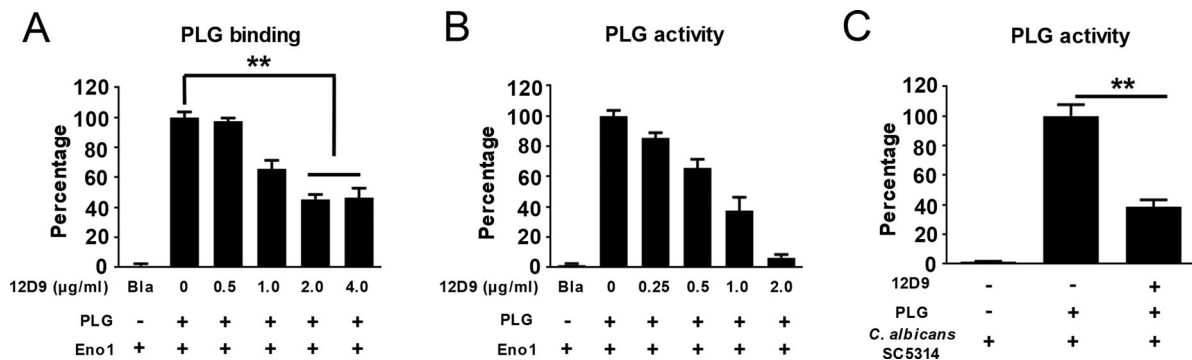 A
PLG binding
**
Percentage
120
100
80
60
40
20
0
12D9 (µg/ml) Bla 0 0.5 1.0 2.0 4.0
PLG - + + + + +
Eno1 + + + + + +
B
PLG activity
Percentage
120
100
80
60
40
20
0
12D9 (µg/ml) Bla 0 0.25 0.5 1.0 2.0
PLG - + + + + +
Eno1 + + + + + +
C
PLG activity
**
Percentage
120
100
80
60
40
20
0
12D9 - - +
PLG - + +
C. albicans + + +
SC5314